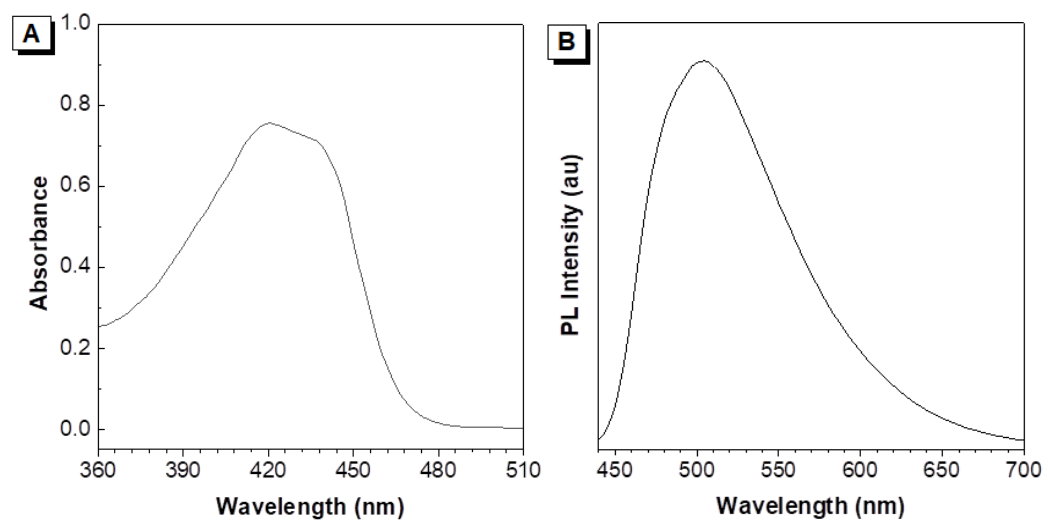 A
Absorbance
1.0
0.8
0.6
0.4
0.2
0.0
360 390 420 450 480 510
Wavelength (nm)
B
PL Intensity (au)
450 500 550 600 650 700
Wavelength (nm)